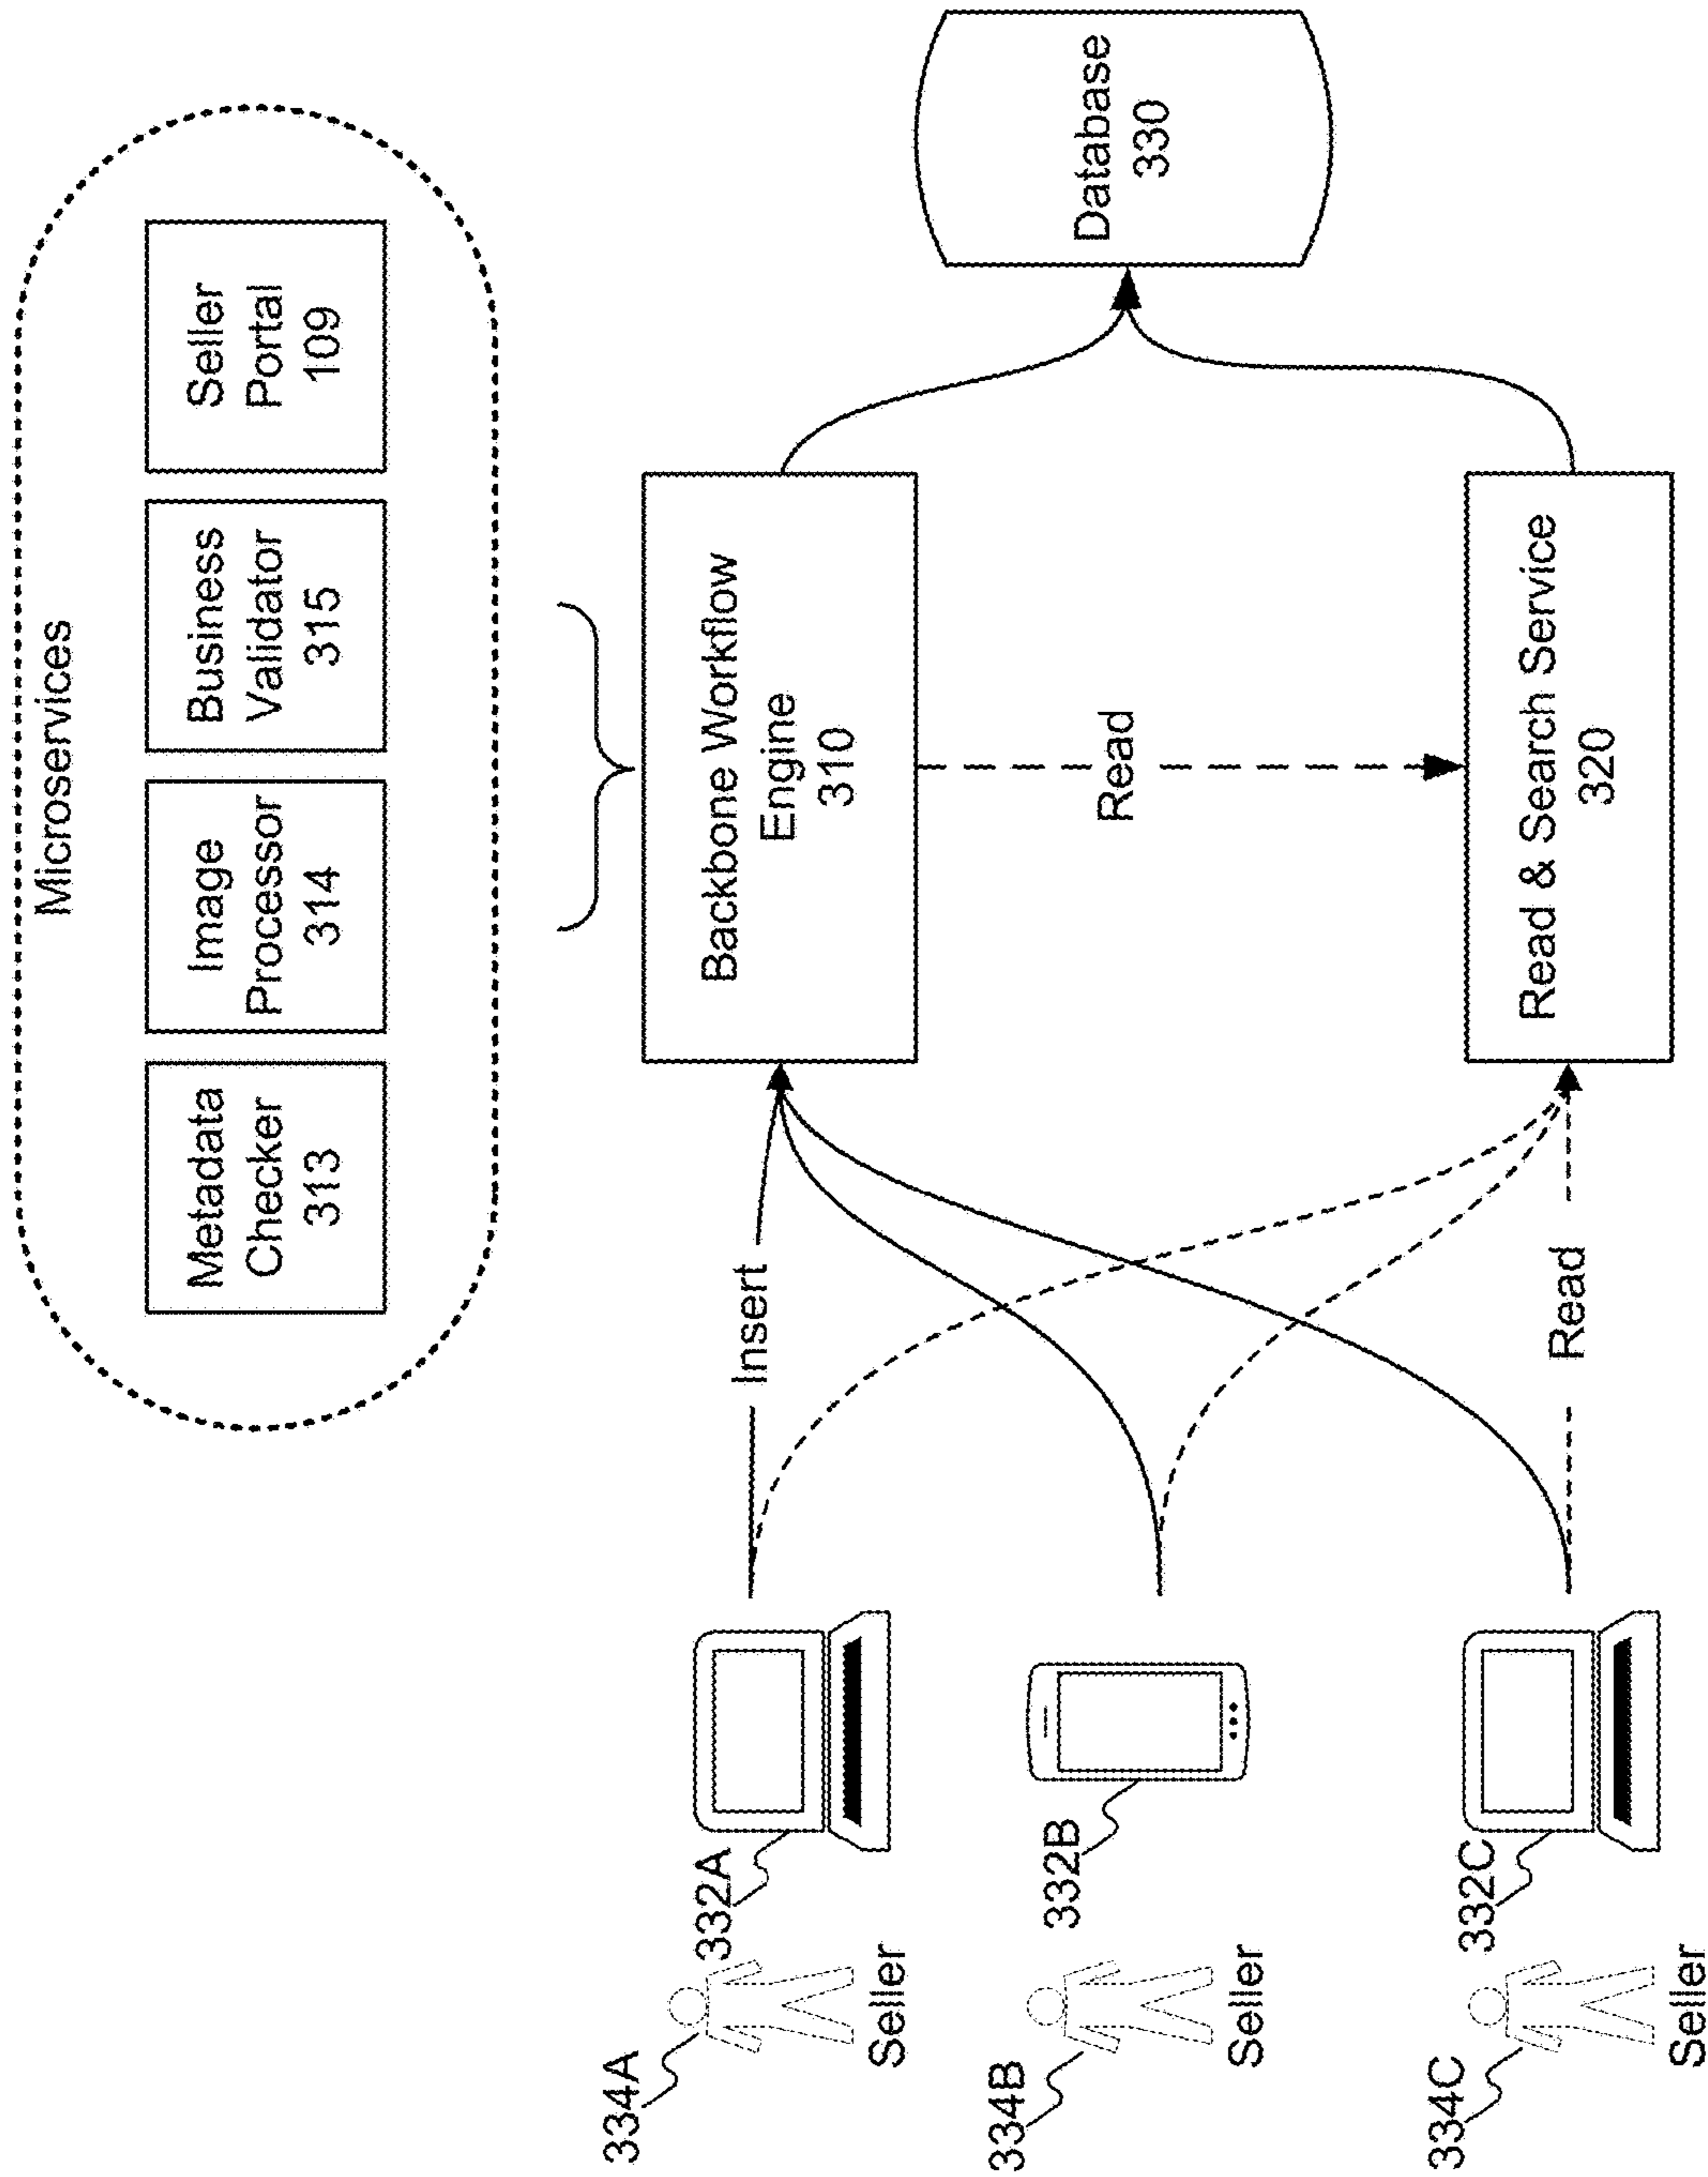 Microservices
Metadata
Checker
313
Image
Processor
314
Business
Validator
315
Seller
Portal
109
334A
332A
Seller
Insert
Backbone Workflow
Engine
310
Database
330
334B
332B
Seller
Read
334C
332C
Seller
Read
Read & Search Service
320